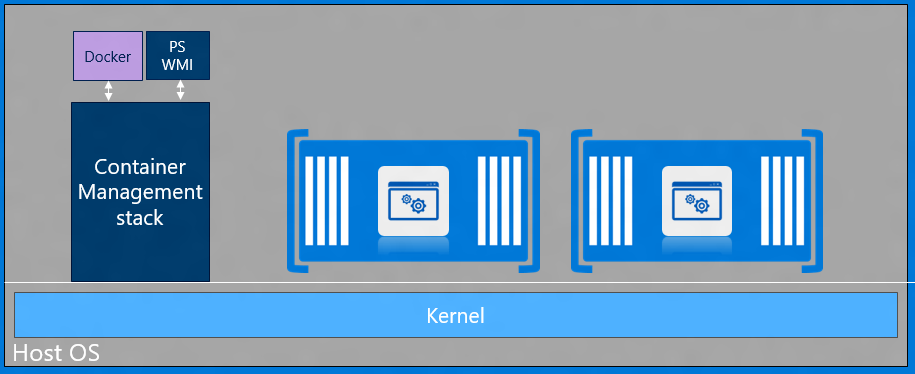 Docker
PS
WMI
Container
Management
stack
Kernel
Host OS